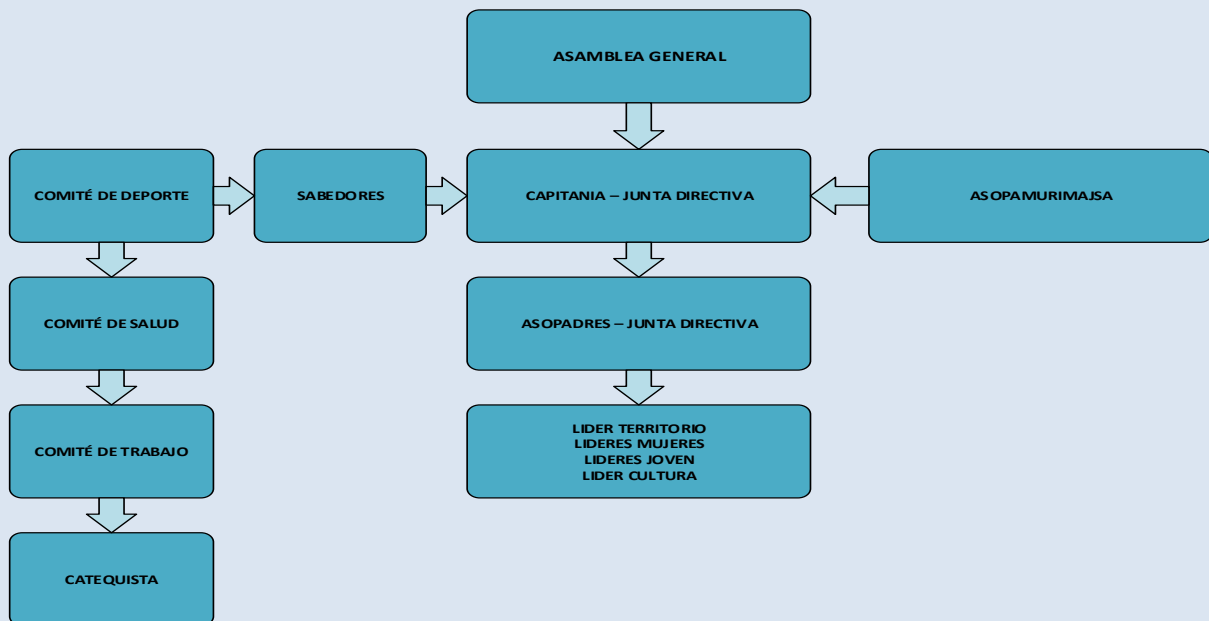 ASAMBLEA GENERAL
COMITÉ DE DEPORTE
SABEDORES
CAPITANIA – JUNTA DIRECTIVA
ASOPAMURIMAJSA
COMITÉ DE SALUD
ASOPADRES – JUNTA DIRECTIVA
COMITÉ DE TRABAJO
LIDER TERRITORIO
LIDERES MUJERES
LIDERES JOVEN
LIDER CULTURA
CATEQUISTA